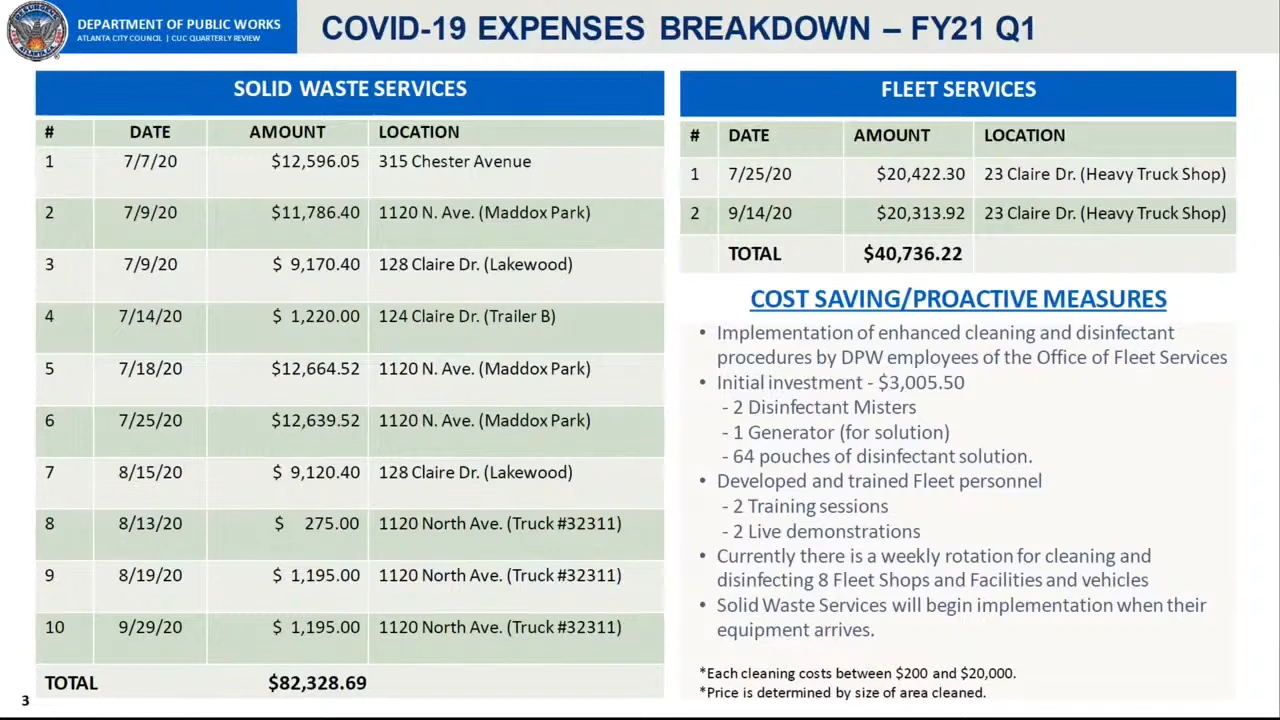 DEPARTMENT OF PUBLIC WORKS
ATLANTA CITY COUNCIL | CUC QUARTERLY REVIEW
COVID-19 EXPENSES BREAKDOWN – FY21 Q1
SOLID WASTE SERVICES
# DATE AMOUNT LOCATION
1 7/7/20 $12,596.05 315 Chester Avenue
2 7/9/20 $11,786.40 1120 N. Ave. (Maddox Park)
3 7/9/20 $ 9,170.40 128 Claire Dr. (Lakewood)
4 7/14/20 $ 1,220.00 124 Claire Dr. (Trailer B)
5 7/18/20 $12,664.52 1120 N. Ave. (Maddox Park)
6 7/25/20 $12,639.52 1120 N. Ave. (Maddox Park)
7 8/15/20 $ 9,120.40 128 Claire Dr. (Lakewood)
8 8/13/20 $ 275.00 1120 North Ave. (Truck #32311)
9 8/19/20 $ 1,195.00 1120 North Ave. (Truck #32311)
10 9/29/20 $ 1,195.00 1120 North Ave. (Truck #32311)
TOTAL $82,328.69
FLEET SERVICES
# DATE AMOUNT LOCATION
1 7/25/20 $20,422.30 23 Claire Dr. (Heavy Truck Shop)
2 9/14/20 $20,313.92 23 Claire Dr. (Heavy Truck Shop)
TOTAL $40,736.22
COST SAVING/PROACTIVE MEASURES
• Implementation of enhanced cleaning and disinfectant
procedures by DPW employees of the Office of Fleet Services
• Initial investment - $3,005.50
- 2 Disinfectant Misters
- 1 Generator (for solution)
- 64 pouches of disinfectant solution.
• Developed and trained Fleet personnel
- 2 Training sessions
- 2 Live demonstrations
• Currently there is a weekly rotation for cleaning and
disinfecting 8 Fleet Shops and Facilities and vehicles
• Solid Waste Services will begin implementation when their
equipment arrives.
*Each cleaning costs between $200 and $20,000.
*Price is determined by size of area cleaned.
3